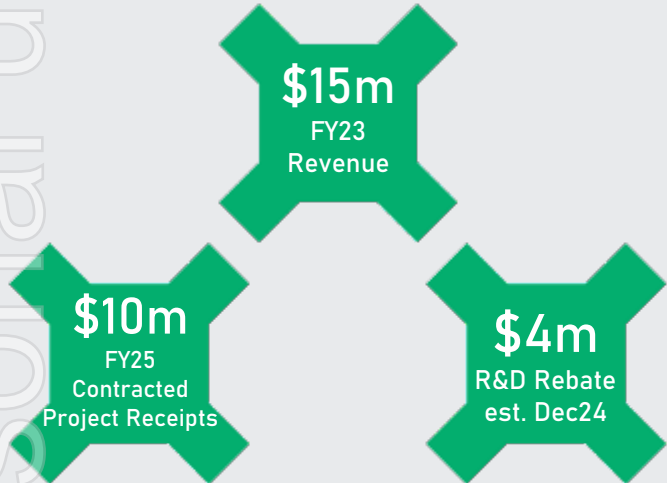 $15m
FY23
Revenue
$10m
FY25
Contracted
Project Receipts
$4m
R&D Rebate
est. Dec24